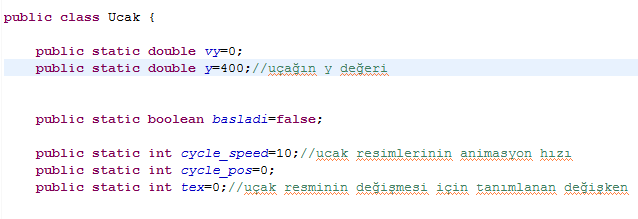 public class Ucak {
public static double vy=0;
public static double y=400;//uçağın y değeri
public static boolean basladi=false;
public static int cycle_speed=10;//ucak resimlerinin animasyon hızı
public static int cycle_pos=0;
public static int tex=0;//uçak resminin değişmesi için tanımlanan değişken